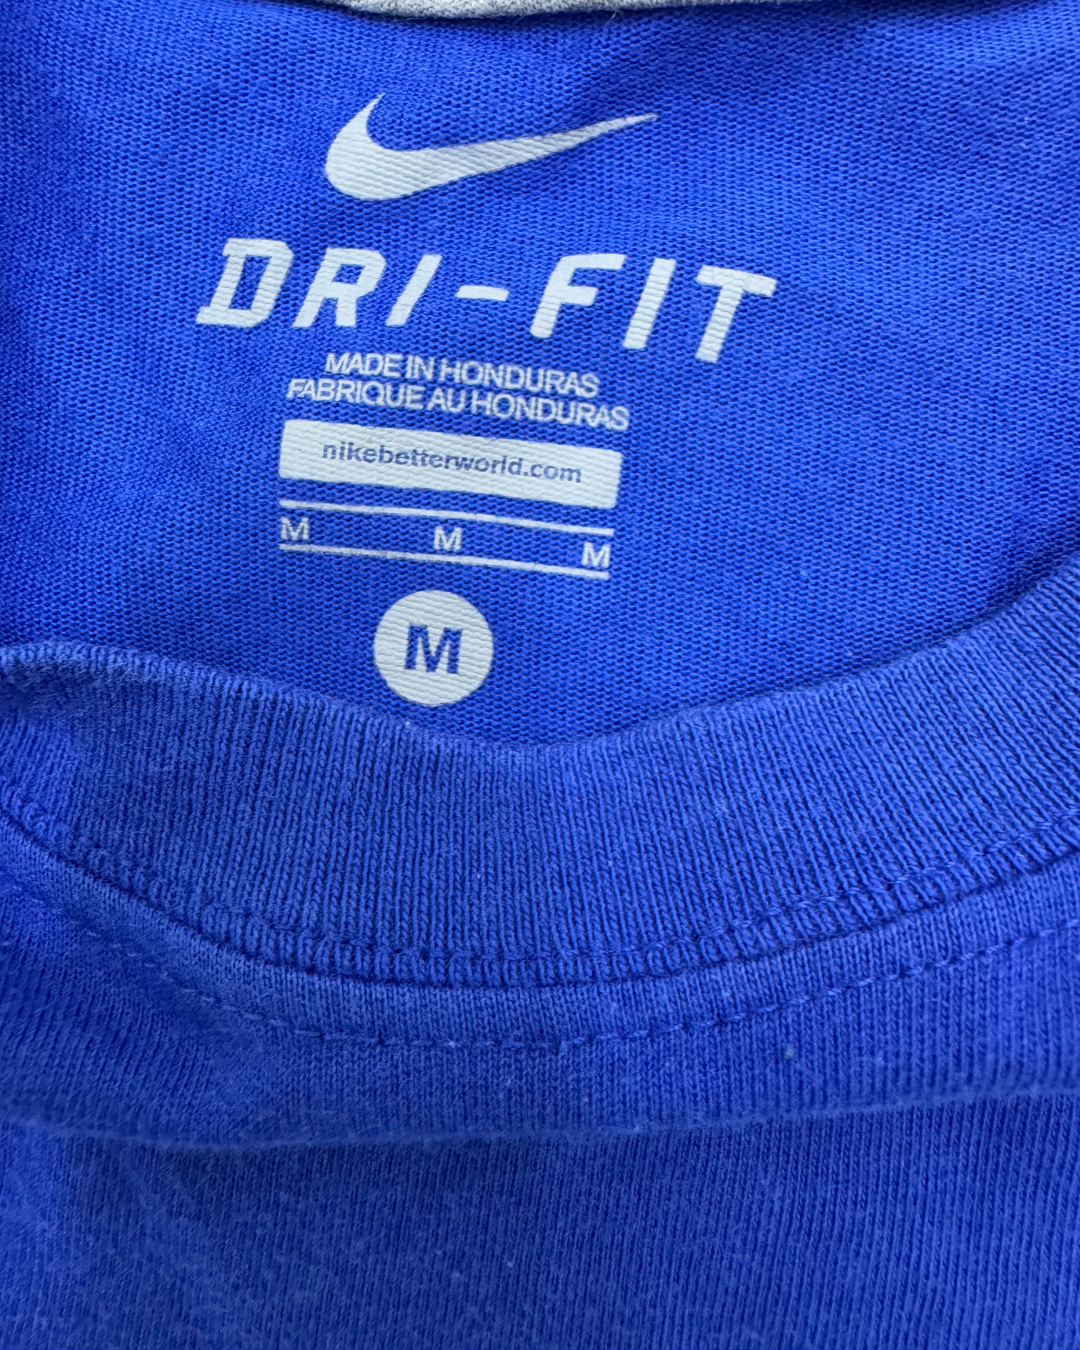 DRI-FIT
MADE IN HONDURAS
FABRIQUE AU HONDURAS
nikebetterworld.com
M M M
M